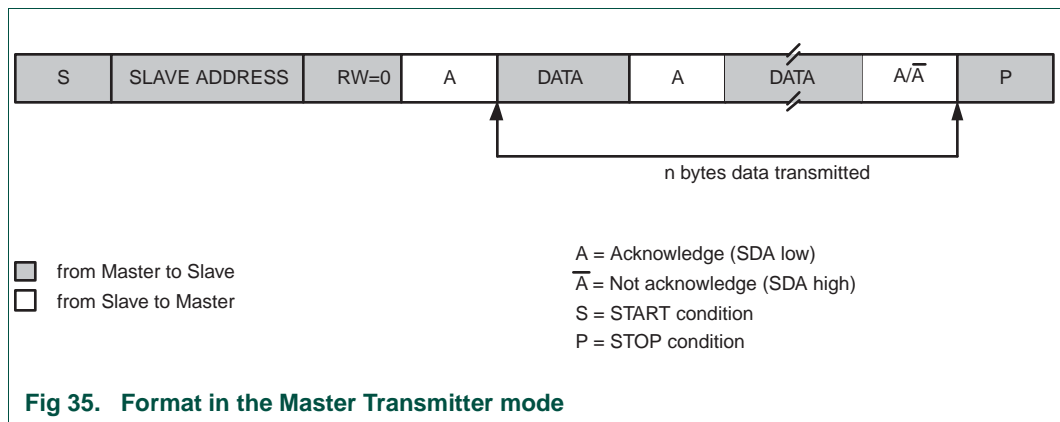 S SLAVE ADDRESS RW=0 A DATA A DATA A/A̅ P
n bytes data transmitted
from Master to Slave
from Slave to Master
A = Acknowledge (SDA low)
A̅ = Not acknowledge (SDA high)
S = START condition
P = STOP condition
Fig 35. Format in the Master Transmitter mode